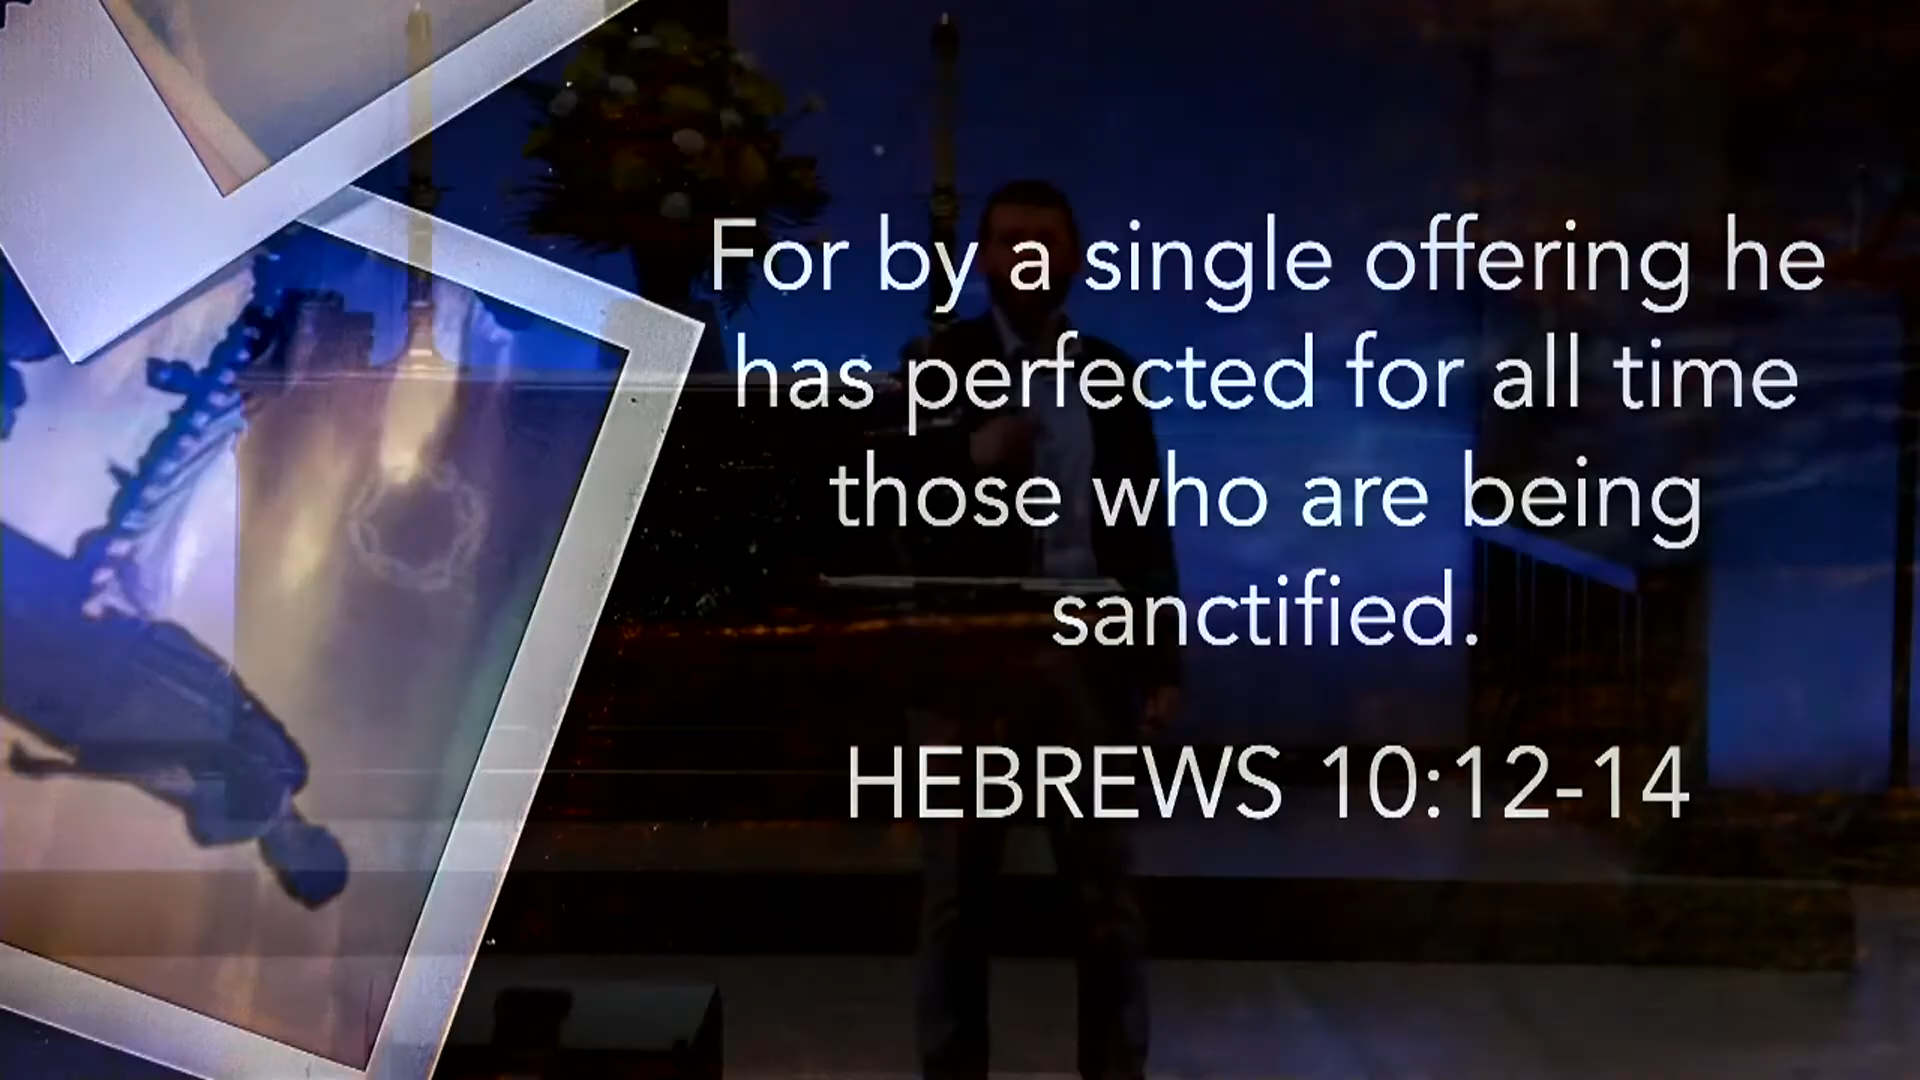 For by a single offering he
has perfected for all time
those who are being
sanctified.
HEBREWS 10:12-14